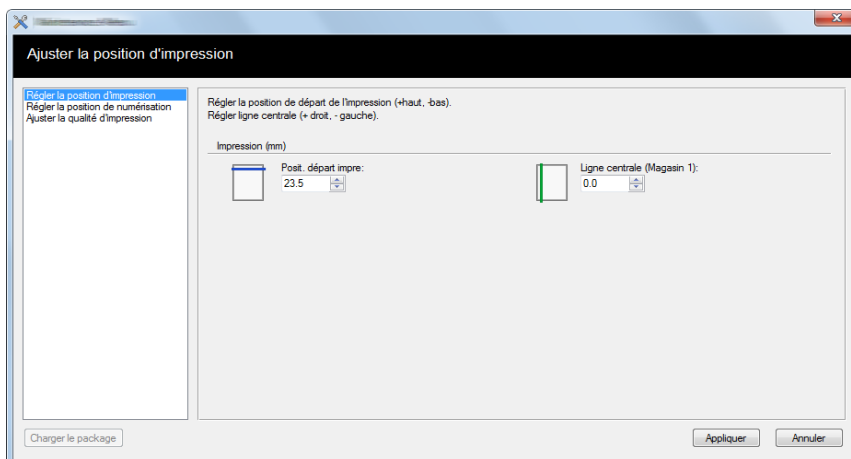 Ajuster la position d'impression
Régler la position d'impression
Régler la position de numérisation
Ajuster la qualité d'impression
Régler la position de départ de l'impression (+haut, -bas).
Régler ligne centrale (+ droit, - gauche).
Impression (mm)
Posit. départ impre:
23.5
Ligne centrale (Magasin 1):
0.0
Charger le package
Appliquer
Annuler